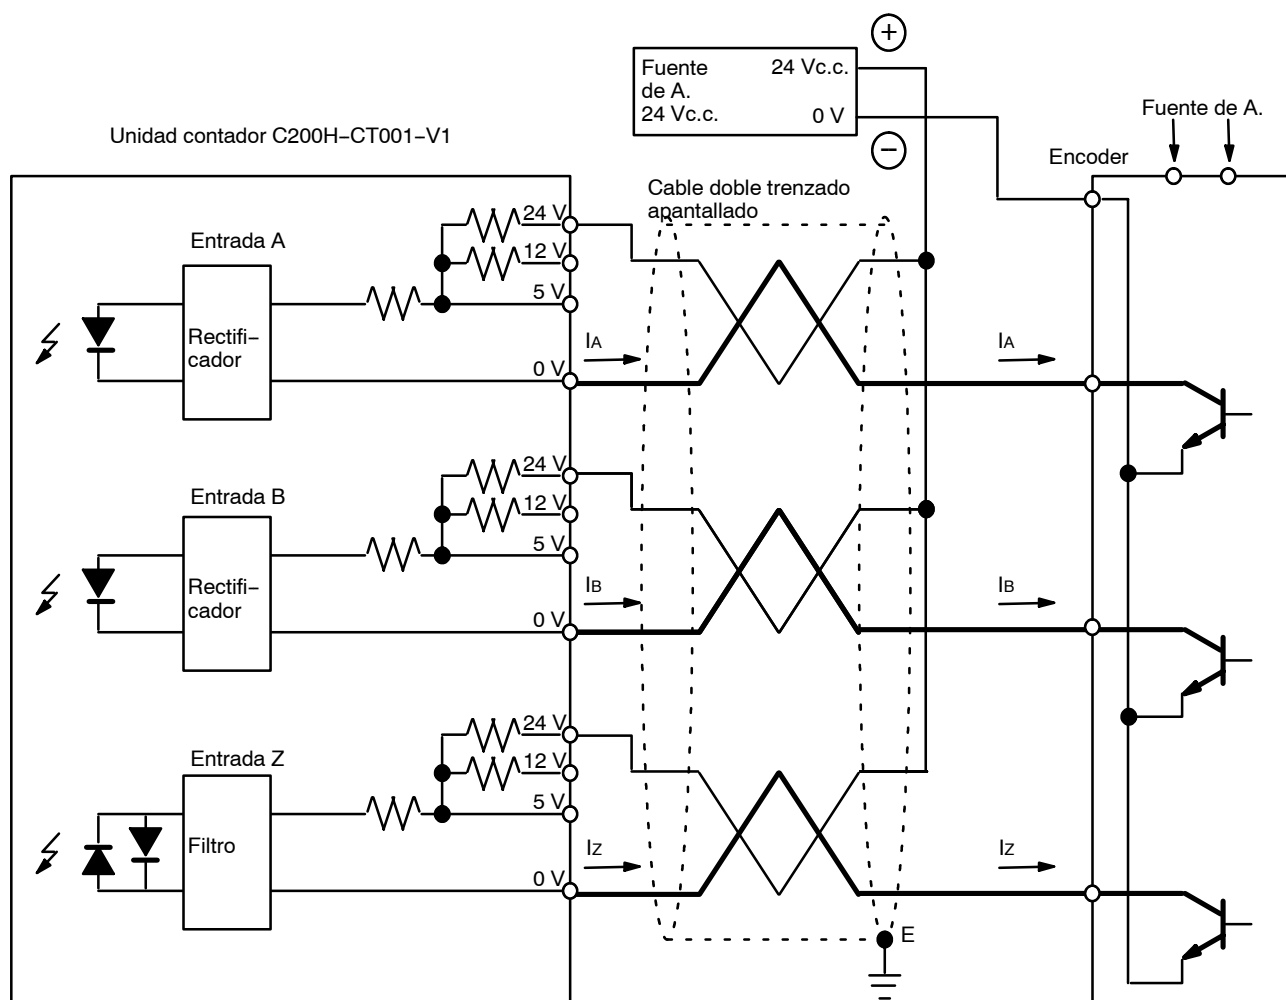 +
Fuente 24 Vc.c.
de A.
24 Vc.c. 0 V
−
Fuente de A.
Unidad contador C200H−CT001−V1
Encoder
Cable doble trenzado
apantallado
Entrada A
24 V
12 V
5 V
0 V
Rectifi−
cador
IA
IA
Entrada B
24 V
12 V
5 V
0 V
Rectifi−
cador
IB
IB
Entrada Z
24 V
12 V
5 V
0 V
Filtro
IZ
IZ
E